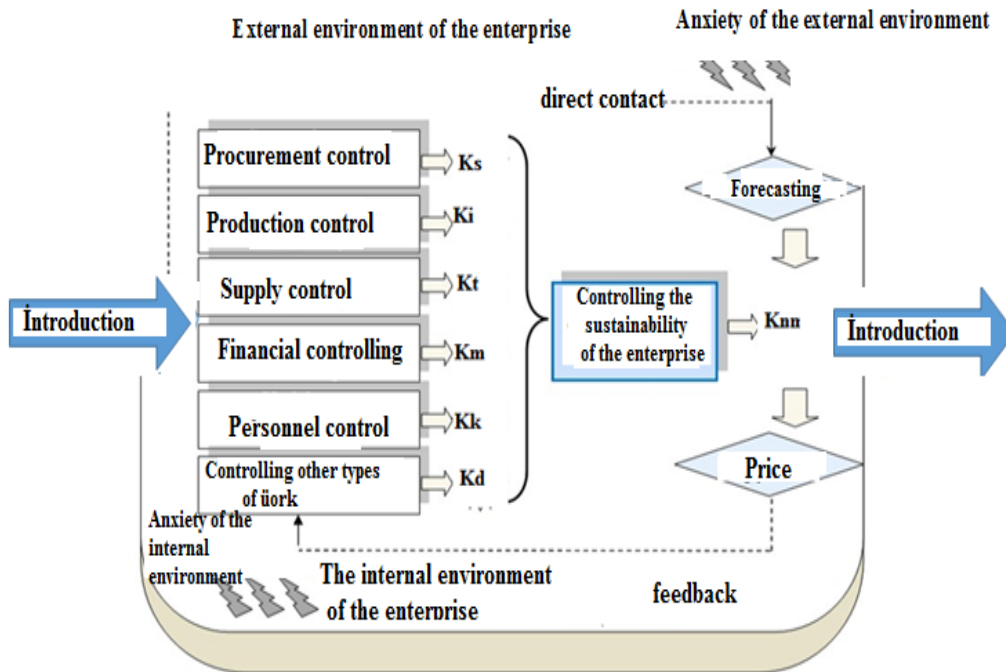 External environment of the enterprise
Anxiety of the external environment
direct contact
Procurement control
Ks
Forecasting
Production control
Ki
Supply control
Kt
Controlling the
sustainability
of the enterprise
Knn
İntroduction
İntroduction
Financial controlling
Km
Personnel control
Kk
Controlling other types
of üork
Kd
Price
Anxiety of the
internal
environment
The internal environment
of the enterprise
feedback